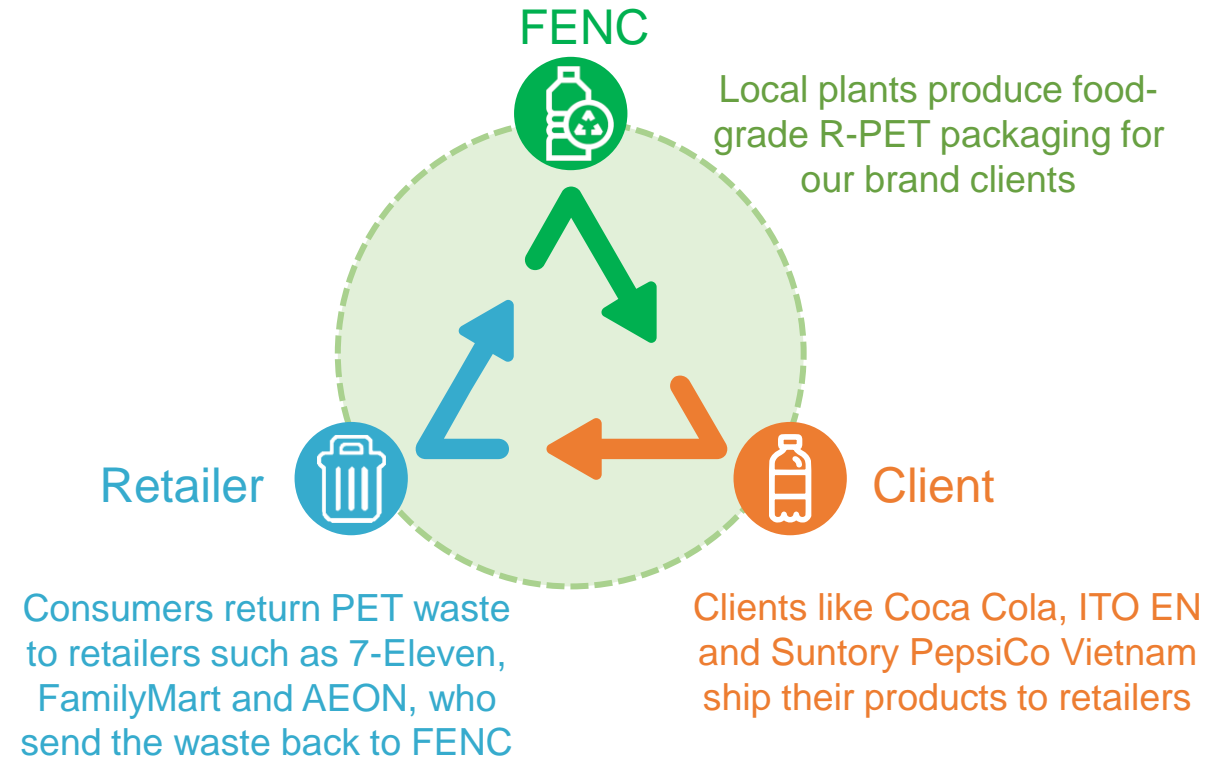 FENC
Local plants produce food-
grade R-PET packaging for
our brand clients
Retailer
Client
Consumers return PET waste
to retailers such as 7-Eleven,
FamilyMart and AEON, who
send the waste back to FENC
Clients like Coca Cola, ITO EN
and Suntory PepsiCo Vietnam
ship their products to retailers